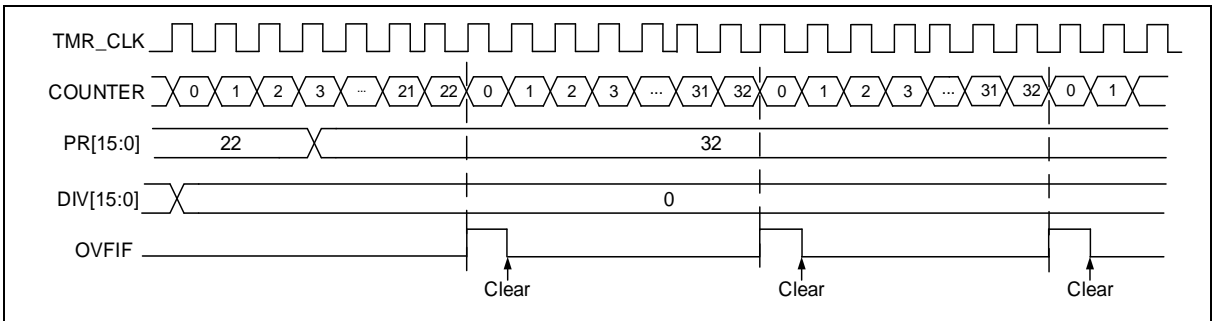 TMR_CLK
COUNTER 0 1 2 3 ... 21 22 0 1 2 3 ... 31 32 0 1 2 3 ... 31 32 0 1
PR[15:0] 22 32
DIV[15:0] 0
OVFIF
Clear Clear Clear